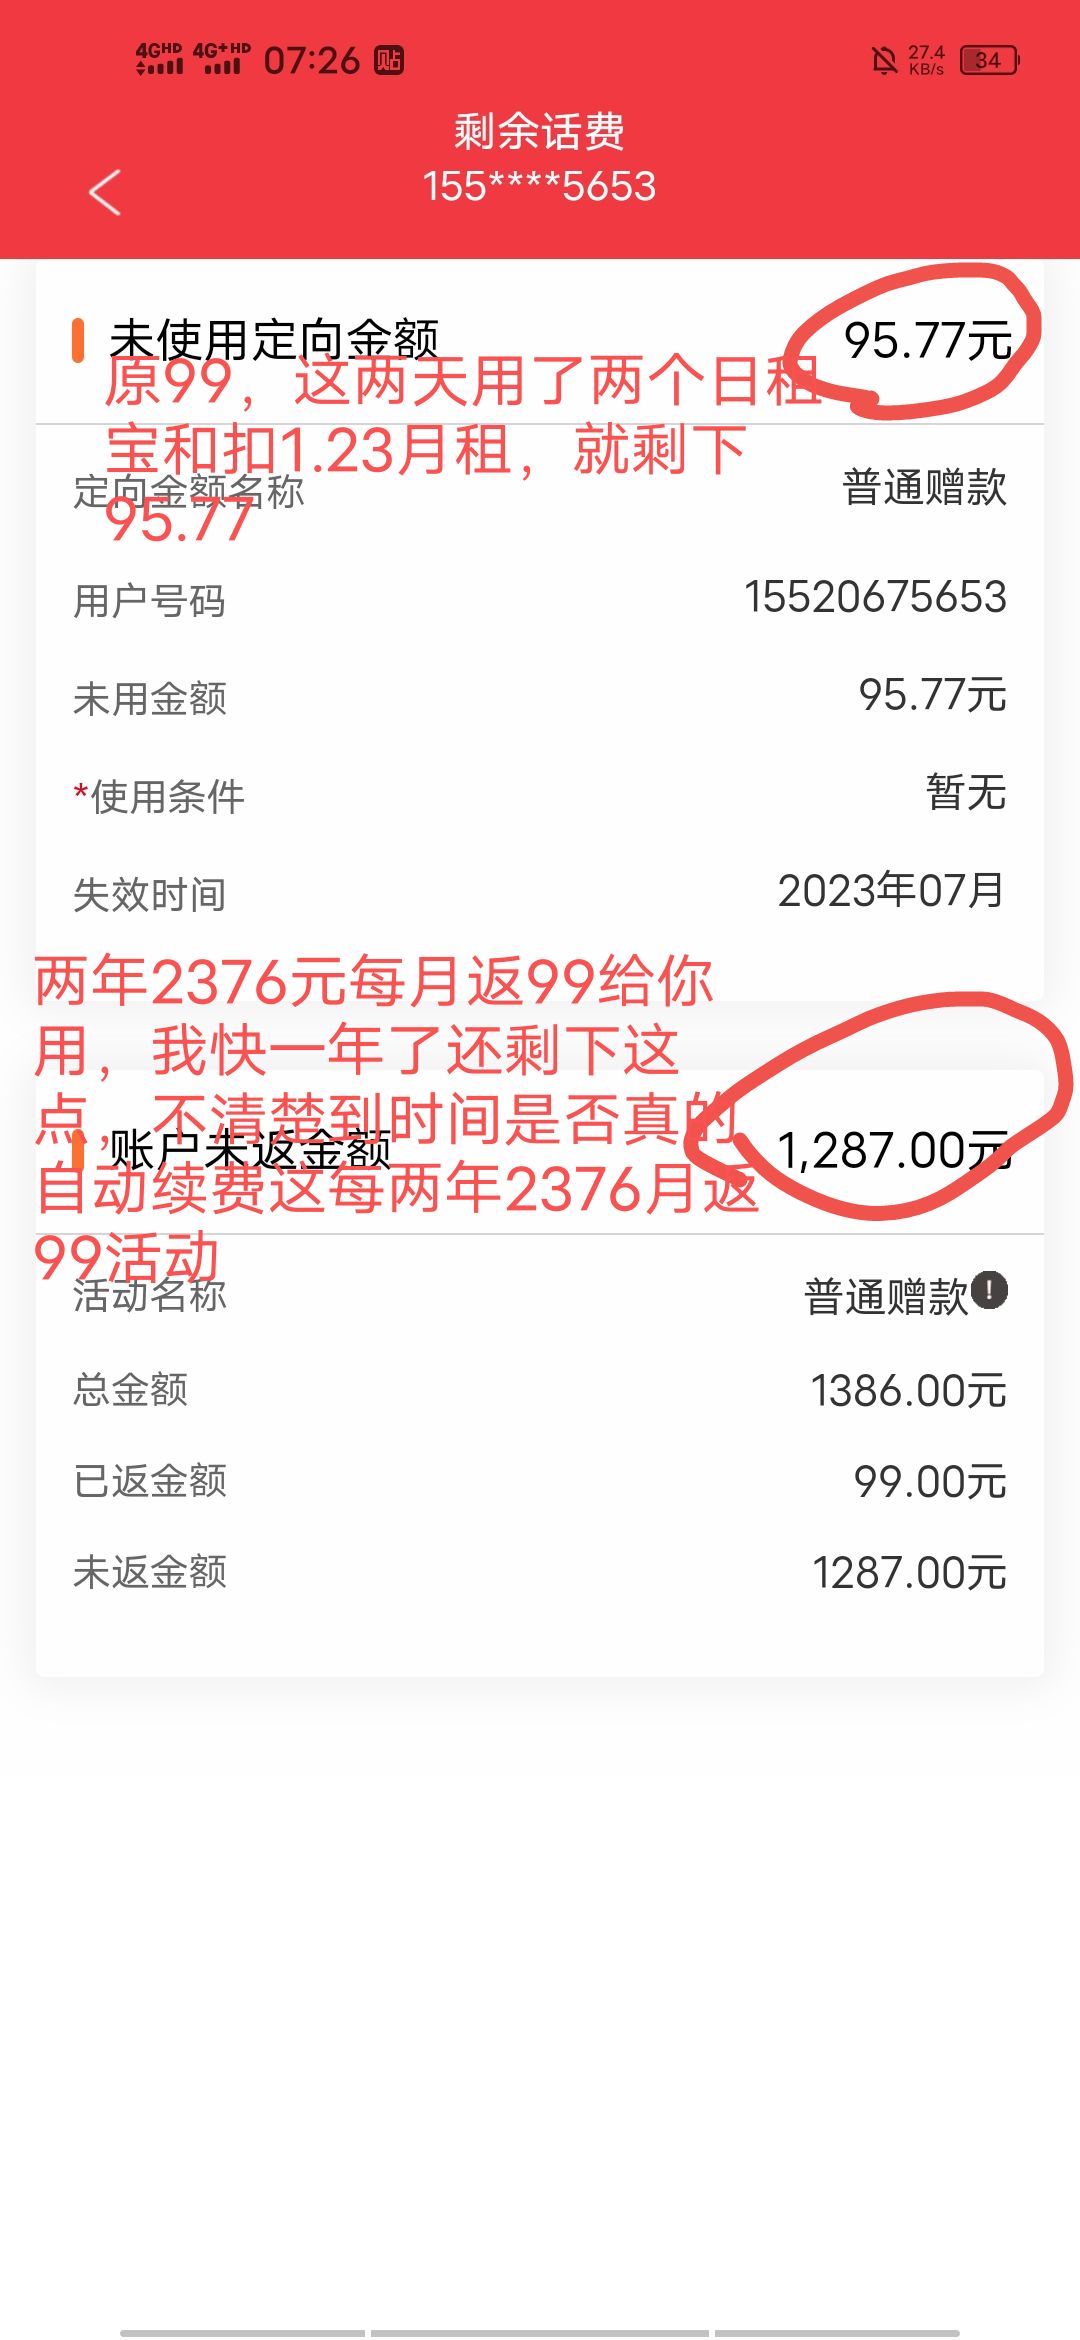 4GHD 4G+HD 07:26 贴 27.4 KB/s 34
剩余话费
155****5653
未使用定向金额 95.77元
原99，这两天用了两个日租
宝和扣1.23月租，就剩下
95.77
定向金额名称 普通赠款
用户号码 15520675653
未用金额 95.77元
*使用条件 暂无
失效时间 2023年07月
两年2376元每月返99给你
用，我快一年了还剩下这
点，不清楚到时间是否真的
自动续费这每两年2376月返
99活动
账户未返金额 1,287.00元
活动名称 普通赠款!
总金额 1386.00元
已返金额 99.00元
未返金额 1287.00元